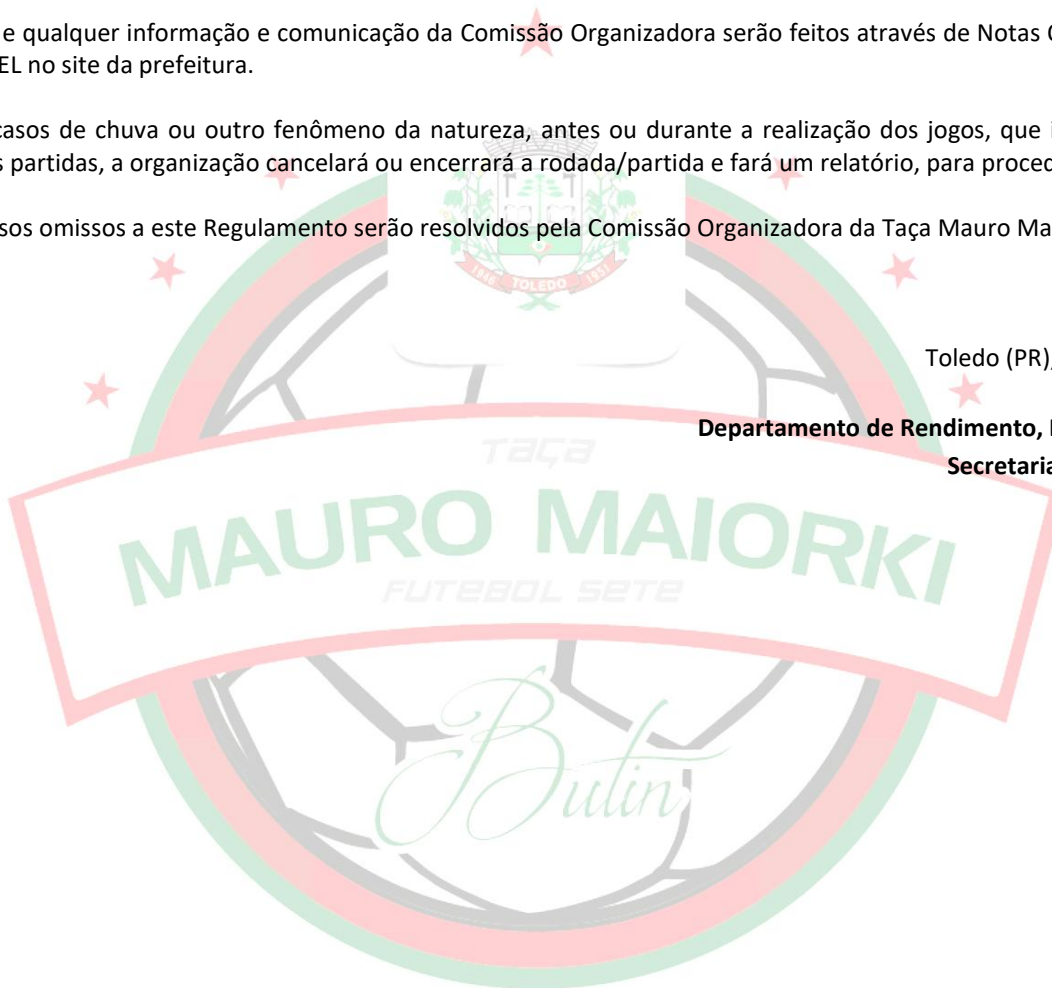 e qualquer informação e comunicação da Comissão Organizadora serão feitos através de Notas
EL no site da prefeitura.
casos de chuva ou outro fenômeno da natureza, antes ou durante a realização dos jogos, que
s partidas, a organização cancelará ou encerrará a rodada/partida e fará um relatório, para
sos omissos a este Regulamento serão resolvidos pela Comissão Organizadora da Taça Mauro
1946 TOLEDO 1951
Toledo (PR),
Departamento de Rendimento,
Secretaria
TAÇA
MAURO MAIORKI
FUTEBOL SETE
Butin